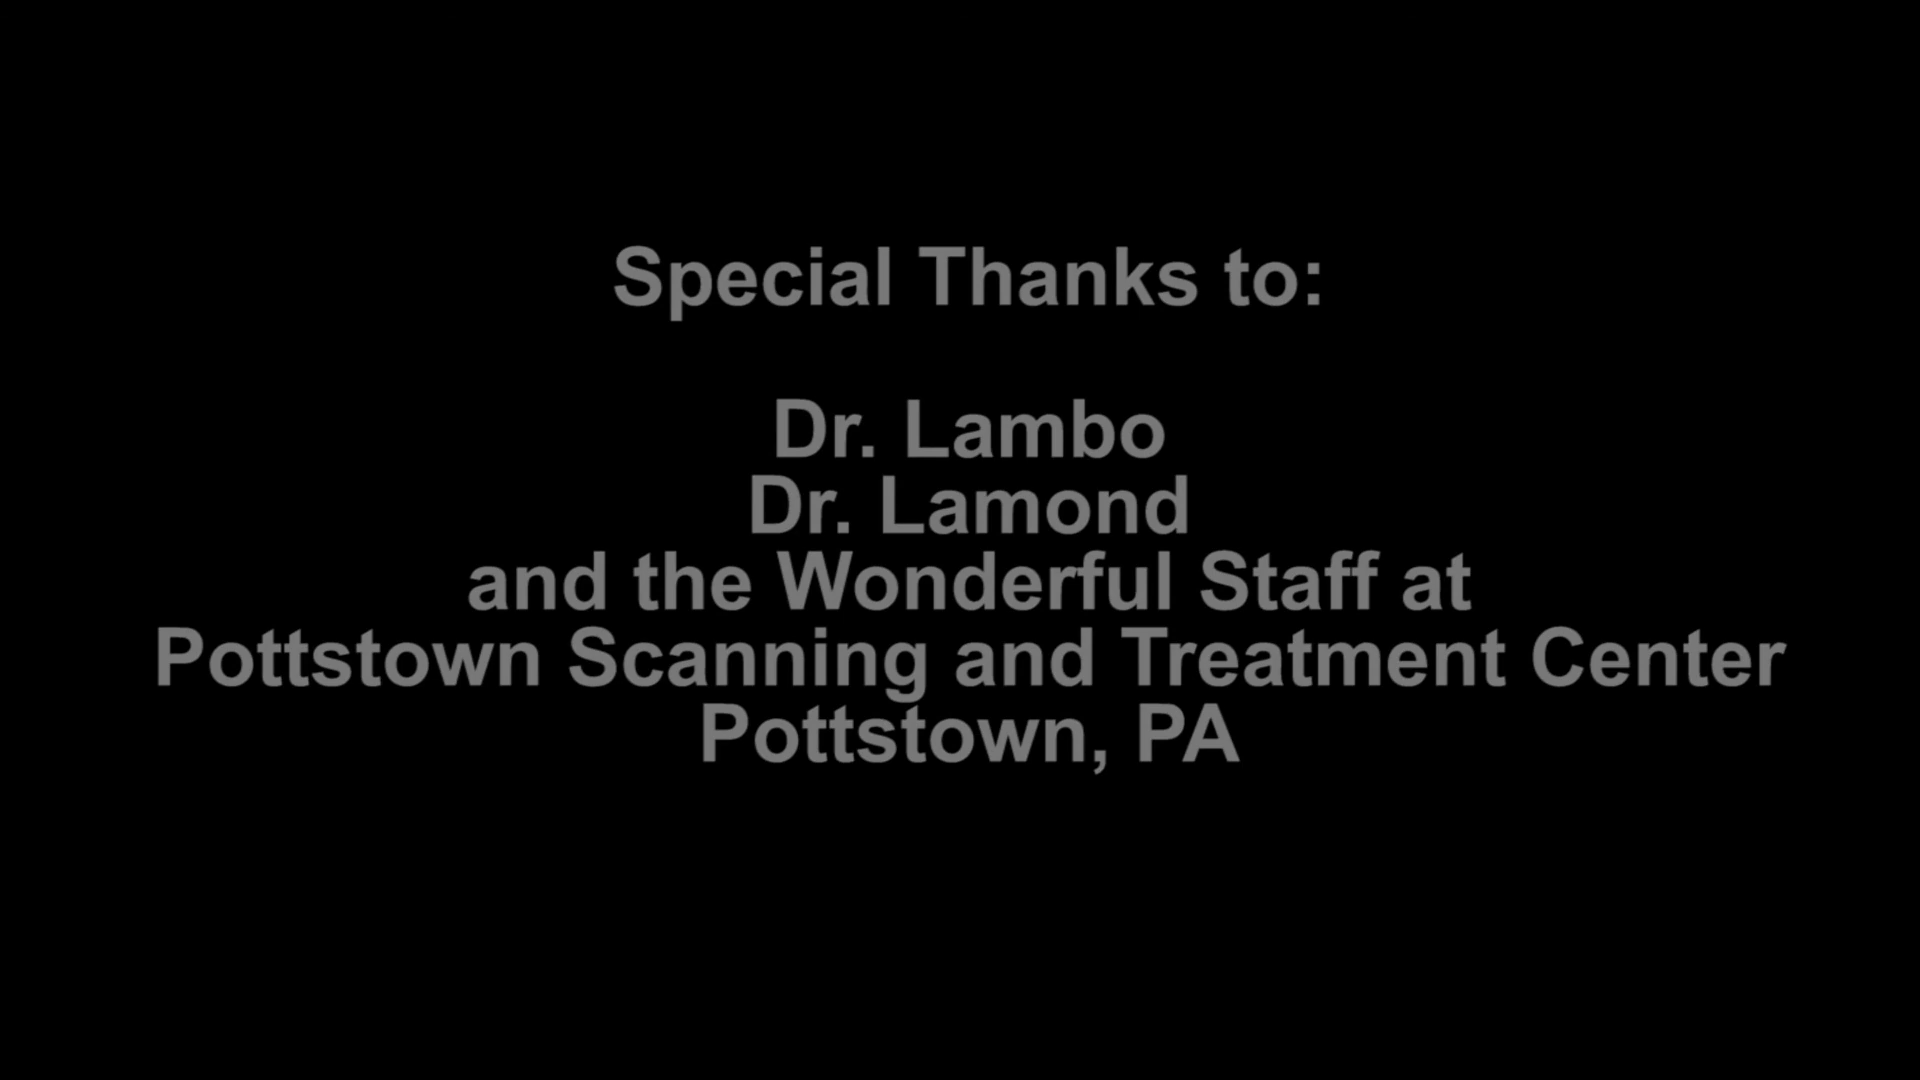 Special Thanks to:
Dr. Lambo
Dr. Lamond
and the Wonderful Staff at
Pottstown Scanning and Treatment Center
Pottstown, PA